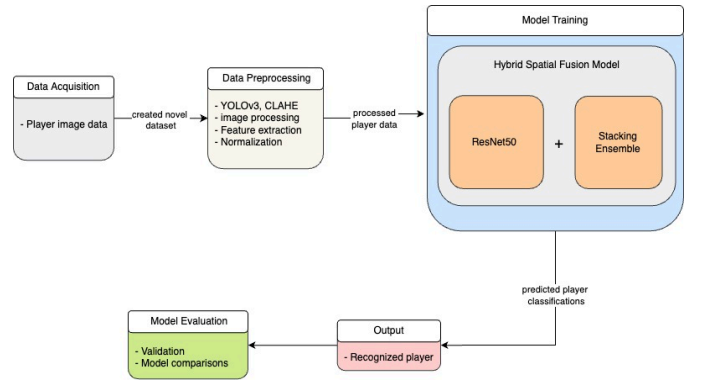 Model Training
Hybrid Spatial Fusion Model
Data Acquisition
- Player image data
created novel
dataset
Data Preprocessing
- YOLOv3, CLAHE
- image processing
- Feature extraction
- Normalization
processed
player data
ResNet50
+
Stacking
Ensemble
predicted player
classifications
Output
- Recognized player
Model Evaluation
- Validation
- Model comparisons